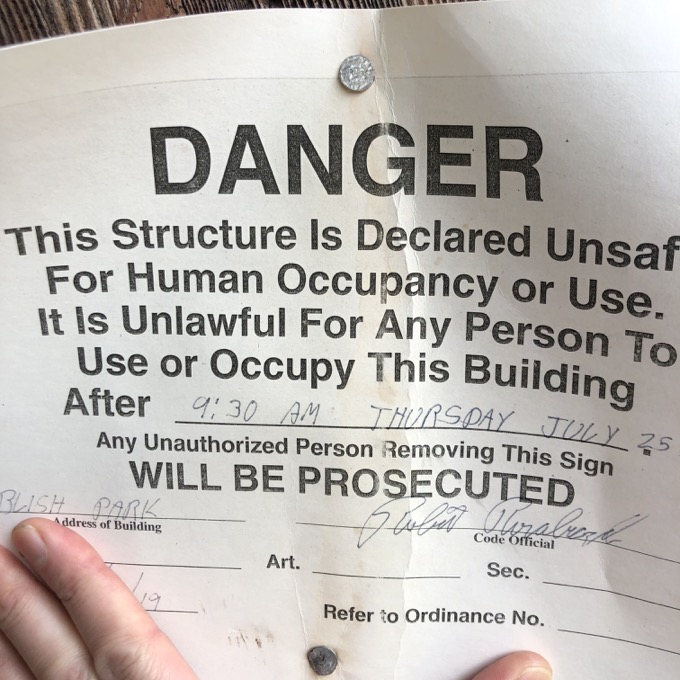 DANGER
This Structure Is Declared Unsaf
For Human Occupancy or Use.
It Is Unlawful For Any Person To
Use or Occupy This Building
After 9:30 AM THURSDAY JULY 25
Any Unauthorized Person Removing This Sign
WILL BE PROSECUTED
BLISH PARK
Address of Building Code Official
Art. Sec.
/19
Refer to Ordinance No.